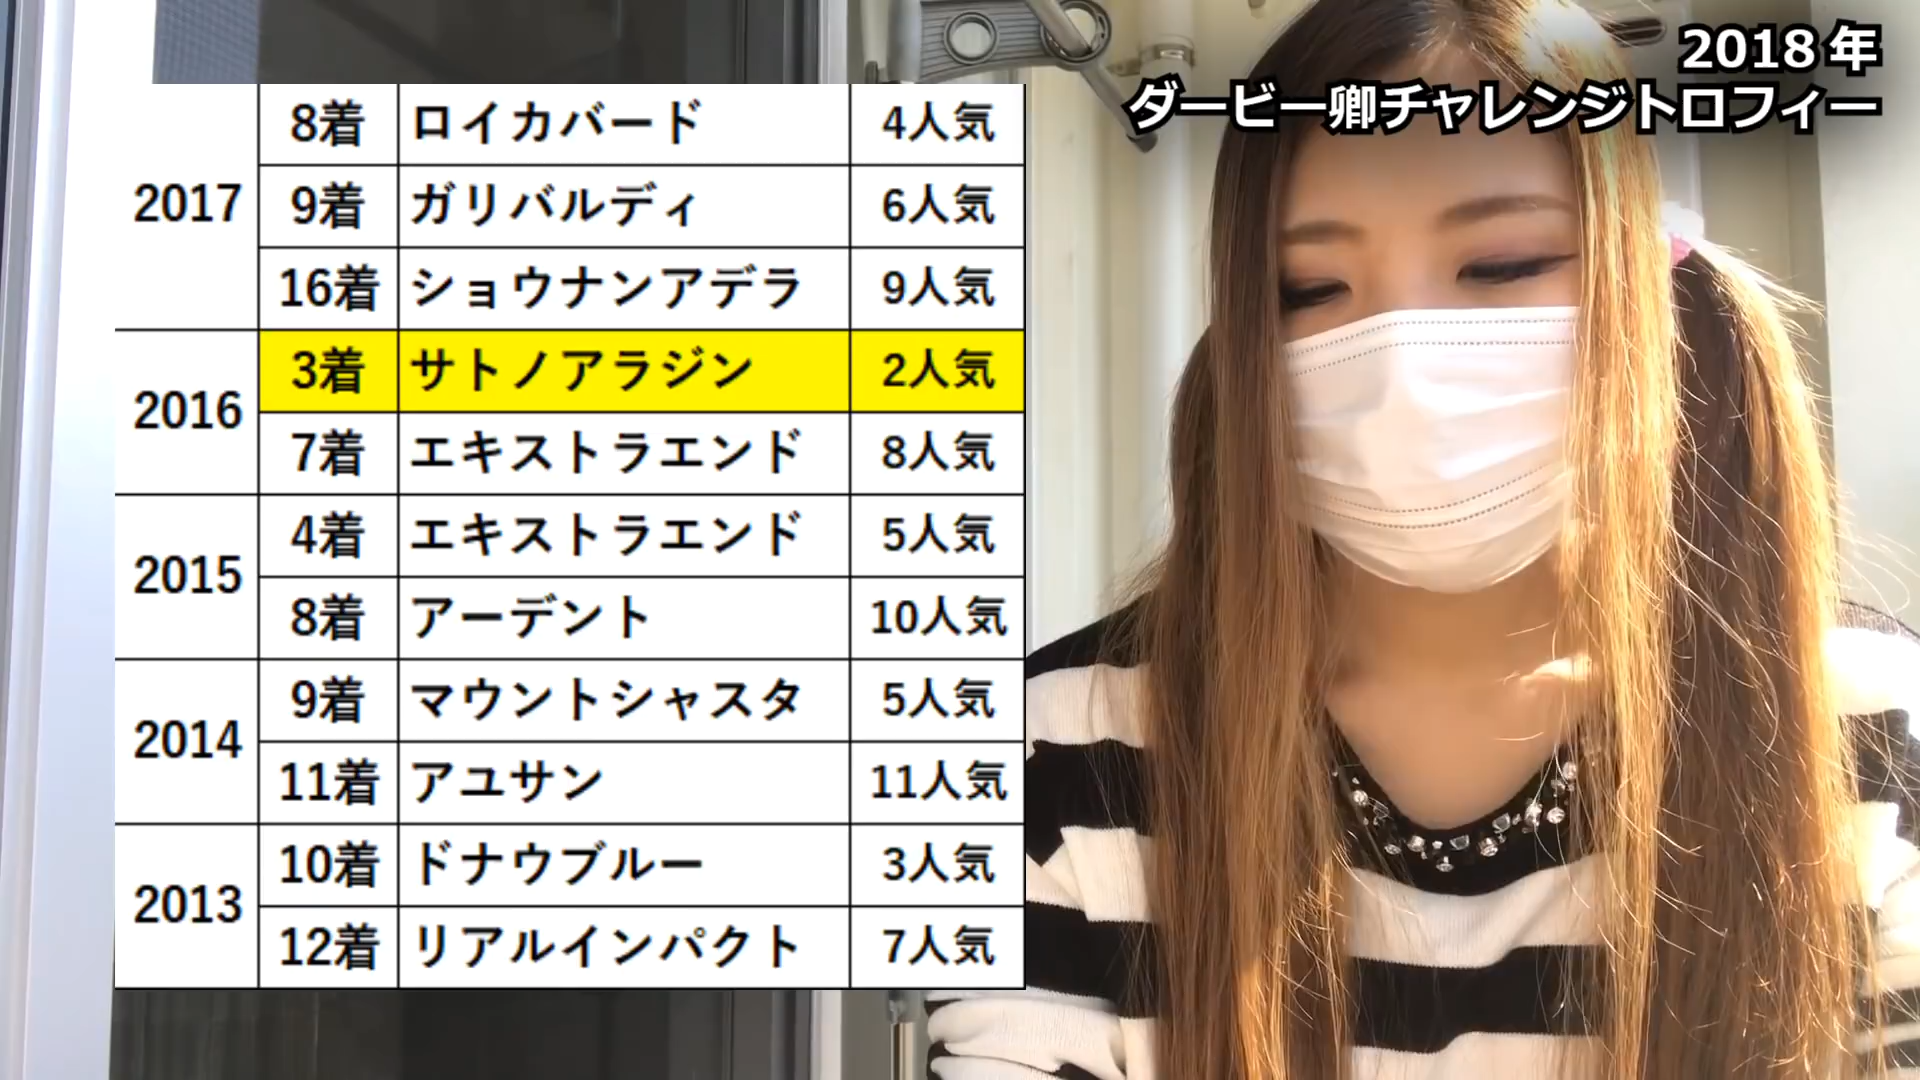 2018年
ダービー卿チャレンジトロフィー
2017
8着 ロイカバード 4人気
9着 ガリバルディ 6人気
16着 ショウナンアデラ 9人気
2016
3着 サトノアラジン 2人気
7着 エキストラエンド 8人気
2015
4着 エキストラエンド 5人気
8着 アーデント 10人気
2014
9着 マウントシャスタ 5人気
11着 アユサン 11人気
2013
10着 ドナウブルー 3人気
12着 リアルインパクト 7人気